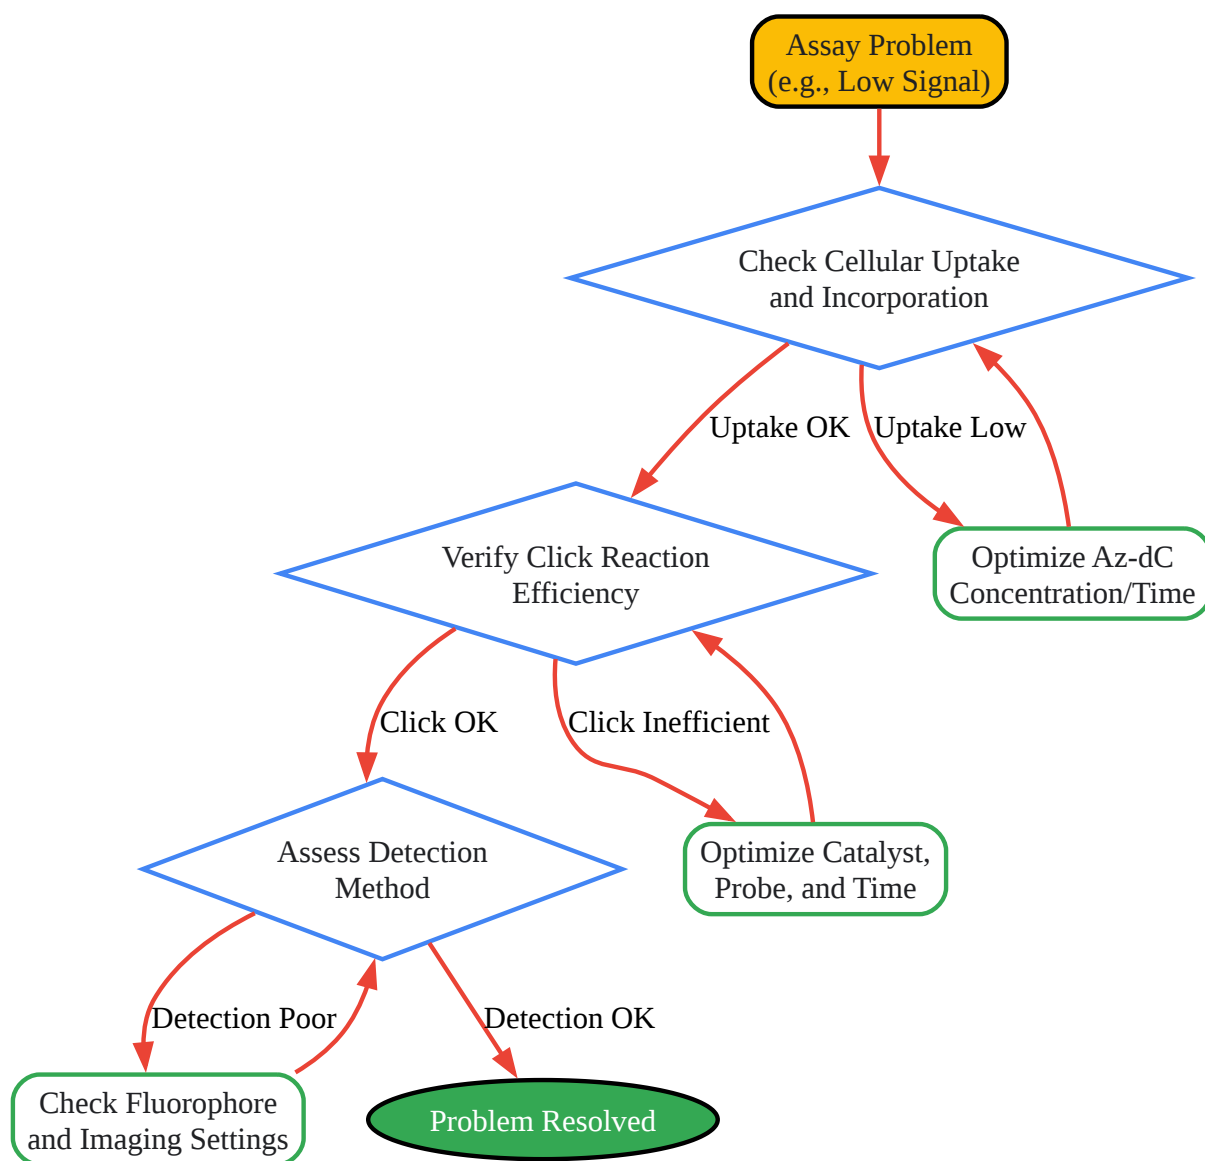 Assay Problem
(e.g., Low Signal)
Check Cellular Uptake
and Incorporation
Uptake OK
Uptake Low
Verify Click Reaction
Efficiency
Optimize Az-dC
Concentration/Time
Click OK
Click Inefficient
Assess Detection
Method
Optimize Catalyst,
Probe, and Time
Detection Poor
Detection OK
Check Fluorophore
and Imaging Settings
Problem Resolved